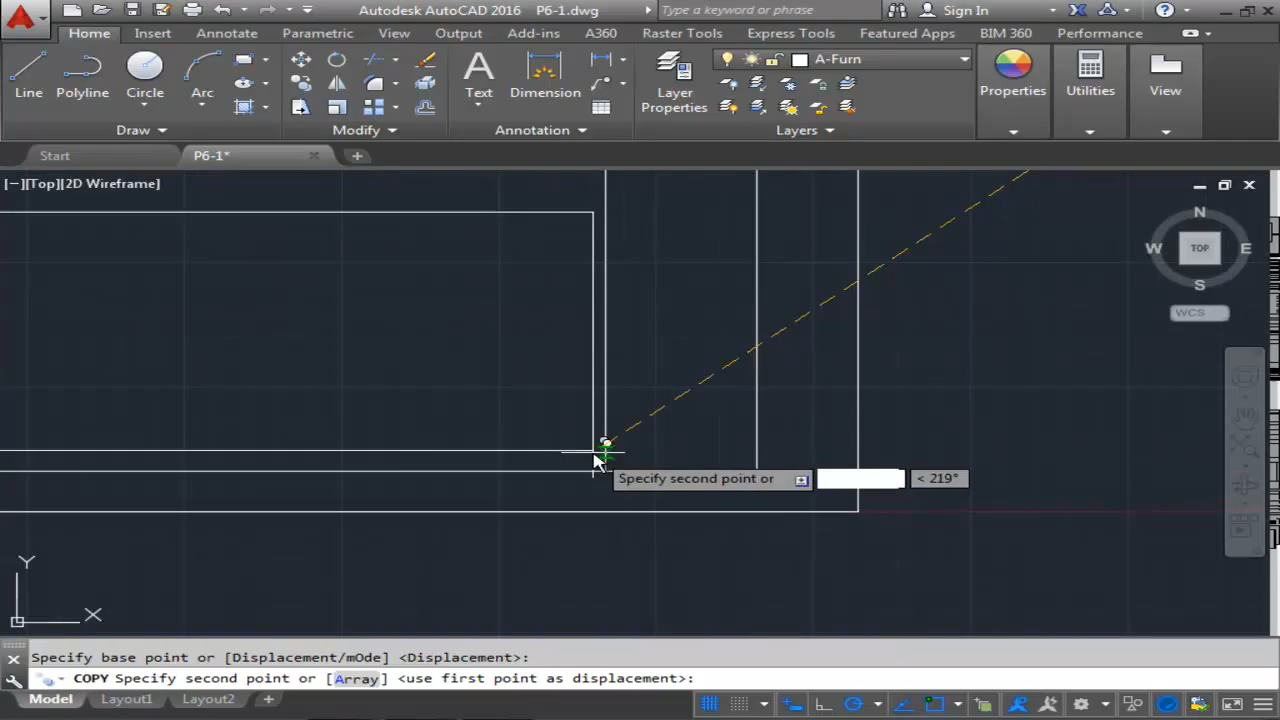 Autodesk AutoCAD 2016 P6-1.dwg Type a keyword or phrase Sign In
Home Insert Annotate Parametric View Output Add-ins A360 Raster Tools Express Tools Featured Apps BIM 360 Performance
A-Furn
Line Polyline Circle Arc Text Dimension Layer Properties Properties Utilities View
Draw Modify Annotation Layers
Start P6-1*
[−][Top][2D Wireframe]
N
W TOP E
S
WCS
Specify second point or < 219°
Y
X
Specify base point or [Displacement/mOde] <Displacement>:
COPY Specify second point or [Array] <use first point as displacement>:
Model Layout1 Layout2